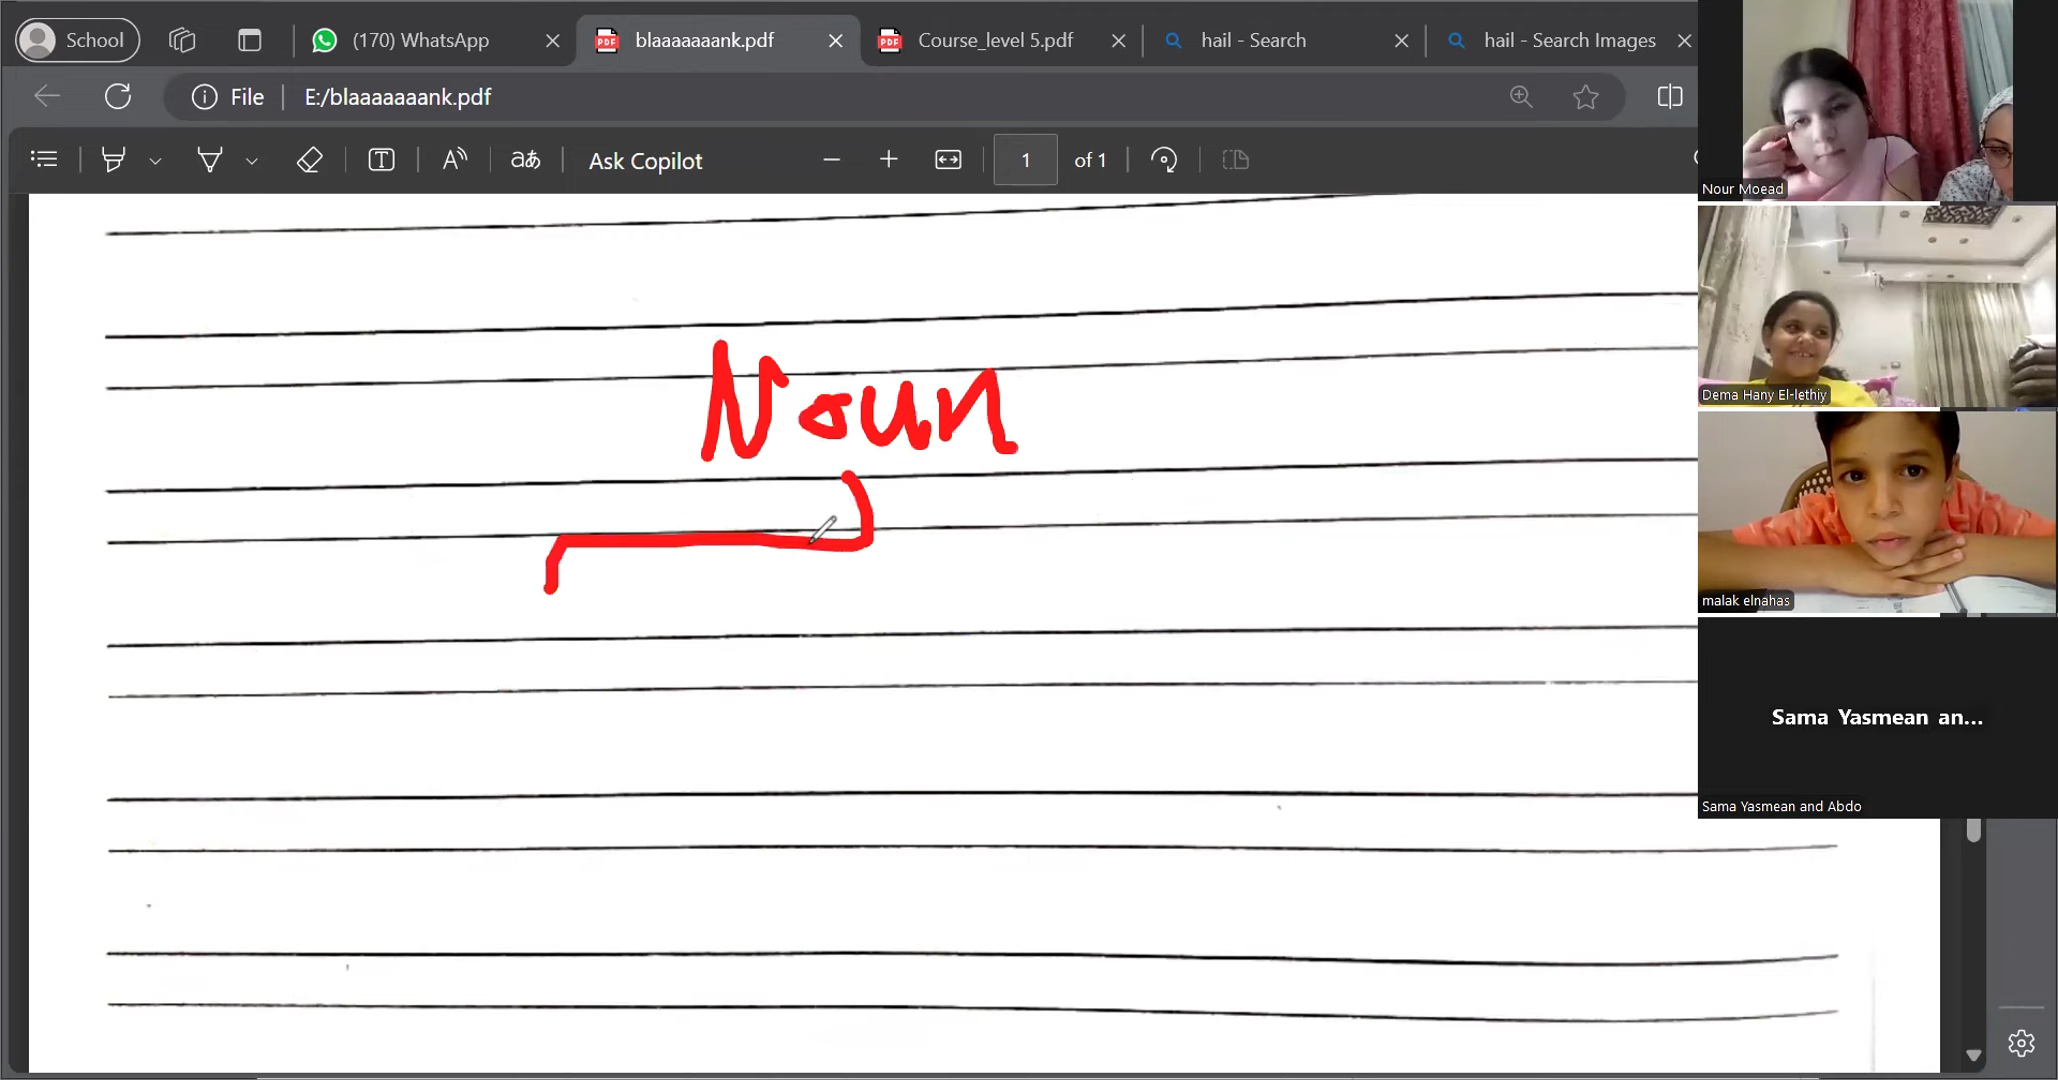 School
(170) WhatsApp
blaaaaaaank.pdf
Course_level 5.pdf
hail - Search
hail - Search Images
File
E:/blaaaaaaank.pdf
Ask Copilot
1
of 1
Noun
Nour Moead
Dema Hany El-lethiy
malak elnahas
Sama Yasmean an...
Sama Yasmean and Abdo